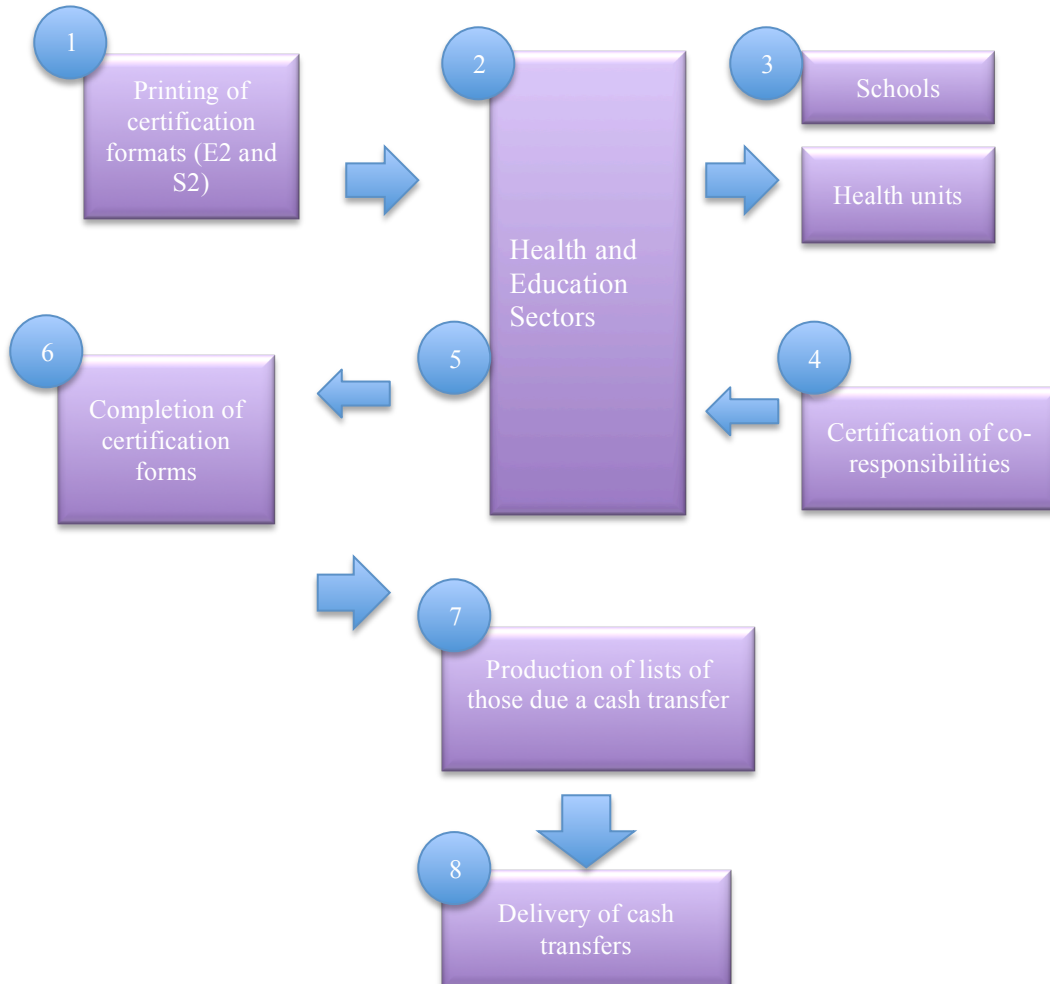 1
Printing of
certification
formats (E2 and
S2)
2
Health and
Education
Sectors
3
Schools
Health units
4
Certification of co-
responsibilities
5
6
Completion of
certification
forms
7
Production of lists of
those due a cash transfer
8
Delivery of cash
transfers